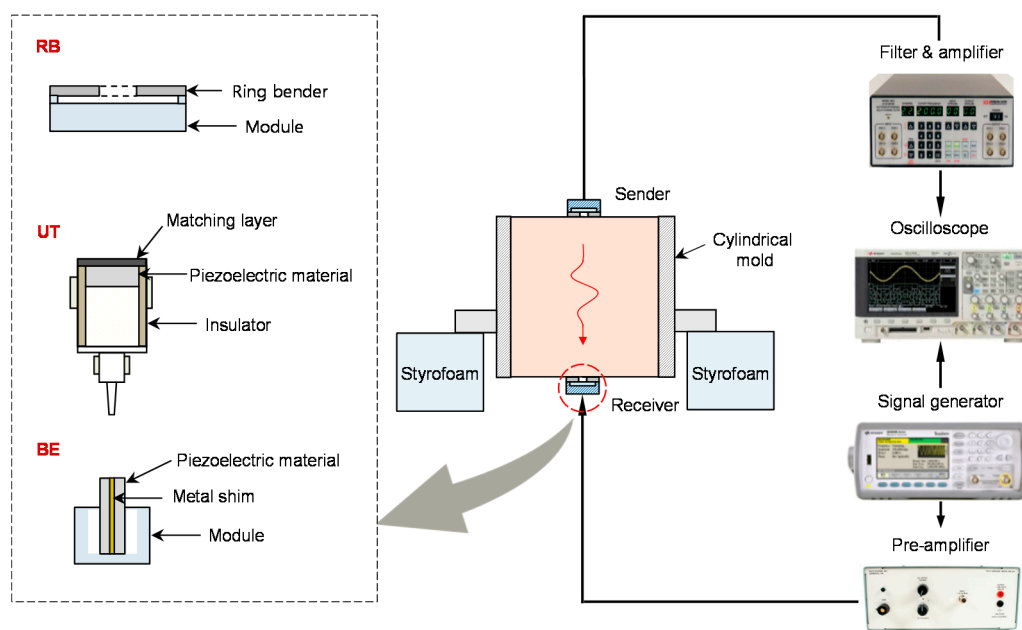 RB
Ring bender
Module
UT
Matching layer
Piezoelectric material
Insulator
BE
Piezoelectric material
Metal shim
Module
Sender
Cylindrical
mold
Styrofoam
Styrofoam
Receiver
Filter & amplifier
Oscilloscope
Signal generator
Pre-amplifier